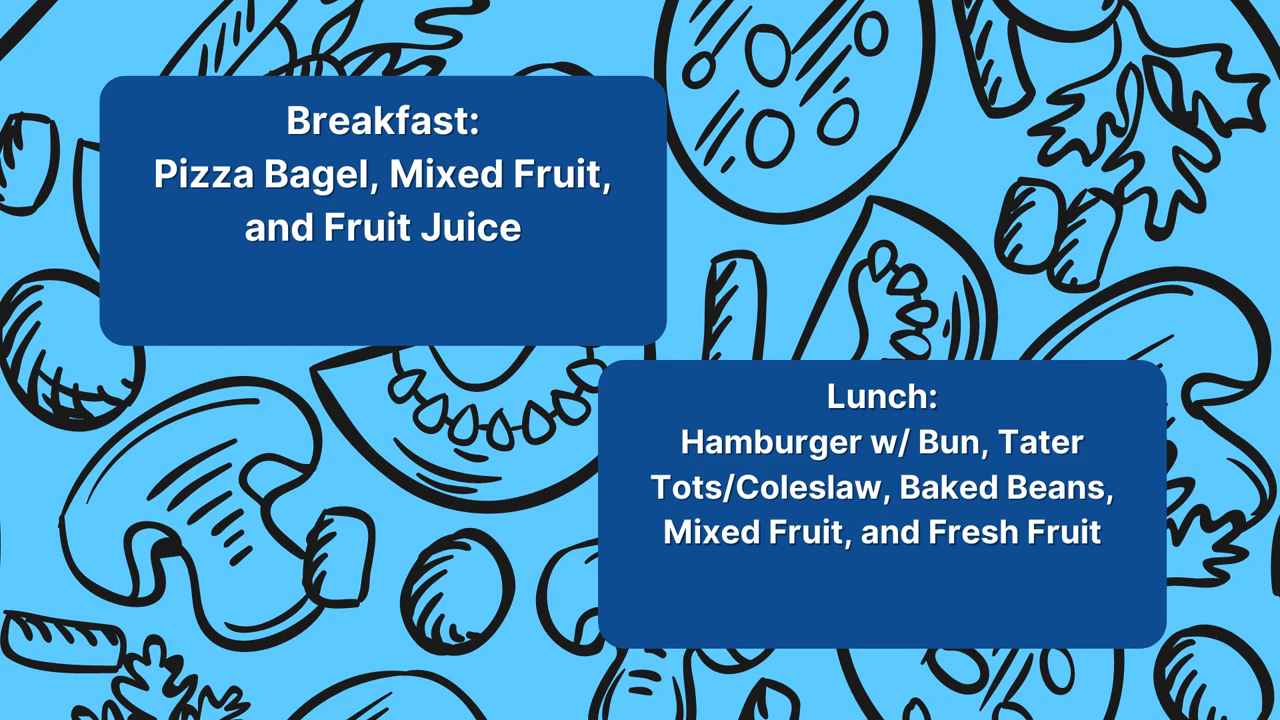 Breakfast:
Pizza Bagel, Mixed Fruit,
and Fruit Juice
Lunch:
Hamburger w/ Bun, Tater
Tots/Coleslaw, Baked Beans,
Mixed Fruit, and Fresh Fruit